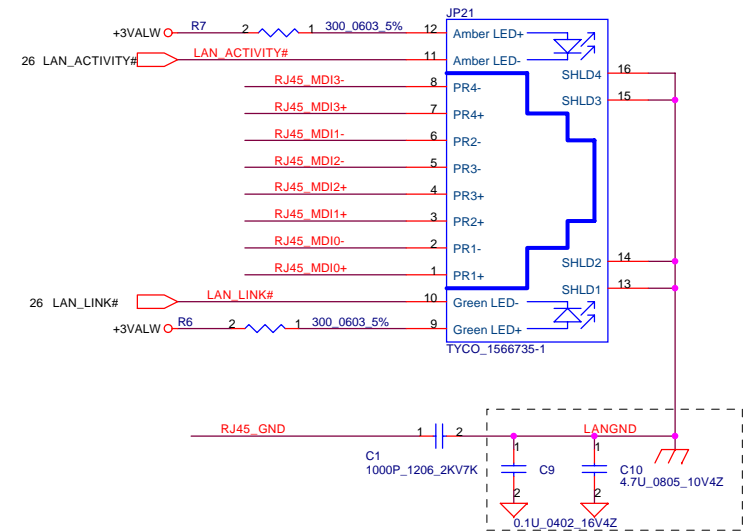 JP21
+3VALW R7 2 1 300_0603_5% 12 Amber LED+
26 LAN_ACTIVITY# LAN_ACTIVITY# 11 Amber LED-
SHLD4 16
RJ45_MDI3- 8 PR4-
SHLD3 15
RJ45_MDI3+ 7 PR4+
RJ45_MDI1- 6 PR2-
RJ45_MDI2- 5 PR3-
RJ45_MDI2+ 4 PR3+
RJ45_MDI1+ 3 PR2+
RJ45_MDI0- 2 PR1-
SHLD2 14
RJ45_MDI0+ 1 PR1+
SHLD1 13
26 LAN_LINK# LAN_LINK# 10 Green LED-
+3VALW R6 2 1 300_0603_5% 9 Green LED+
TYCO_1566735-1
RJ45_GND 1 2 LANGND
C1
1000P_1206_2KV7K
1 1
C9 C10
4.7U_0805_10V4Z
2 2
0.1U_0402_16V4Z